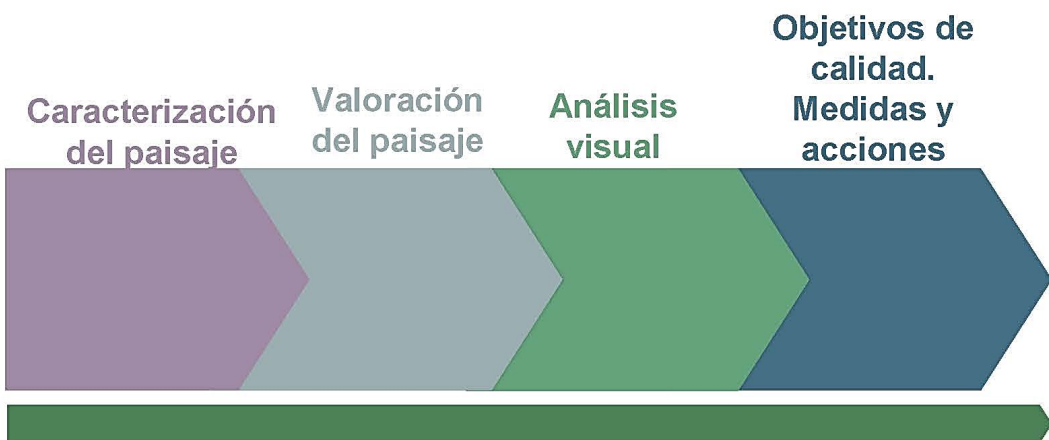 Caracterización
del paisaje
Valoración
del paisaje
Análisis
visual
Objetivos de
calidad.
Medidas y
acciones